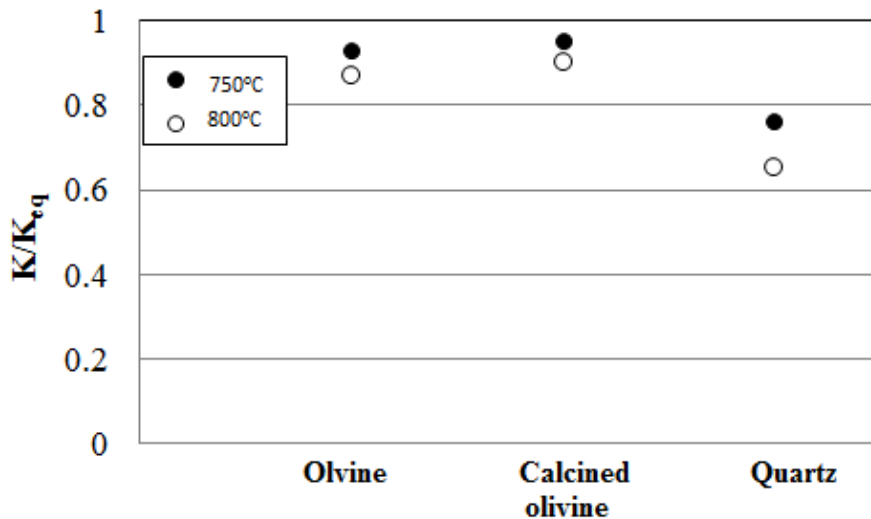 1
0.8
0.6
0.4
0.2
0
K/Keq
750°C
800°C
Olvine
Calcined
olivine
Quartz